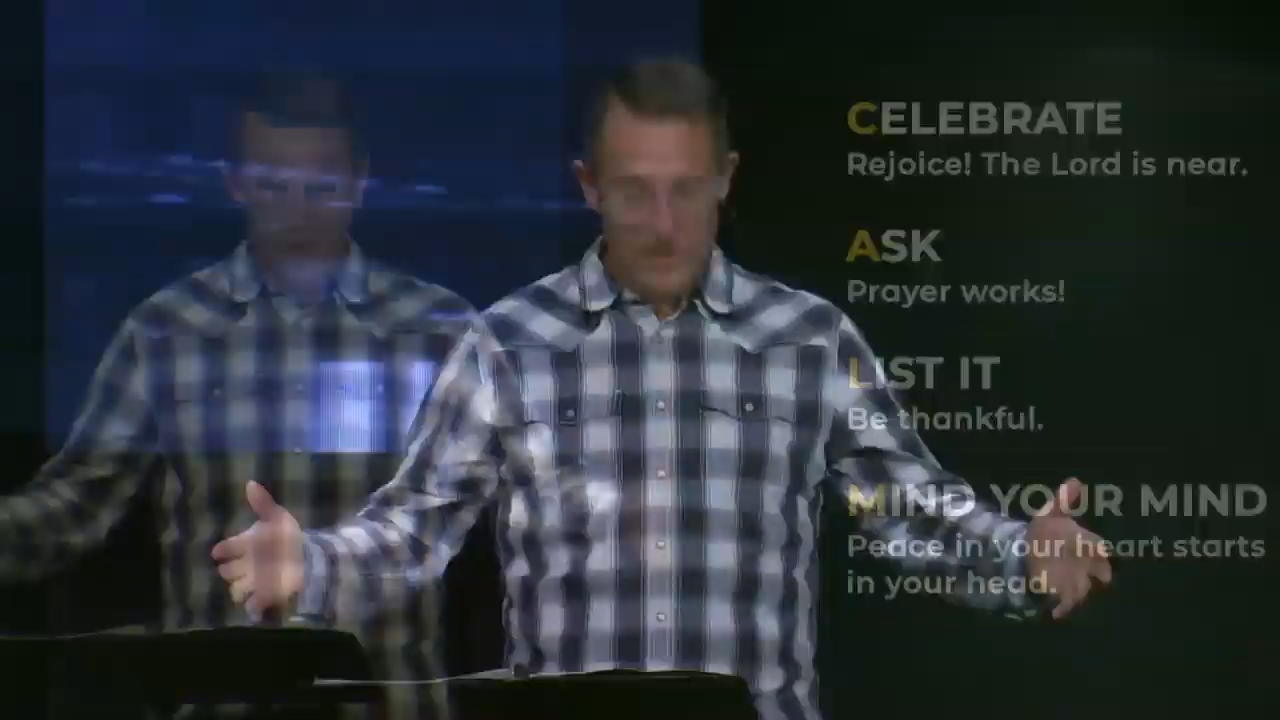 CELEBRATE
Rejoice! The Lord is near.
ASK
Prayer works!
LIST IT
Be thankful.
MIND YOUR MIND
Peace in your heart starts
in your head.